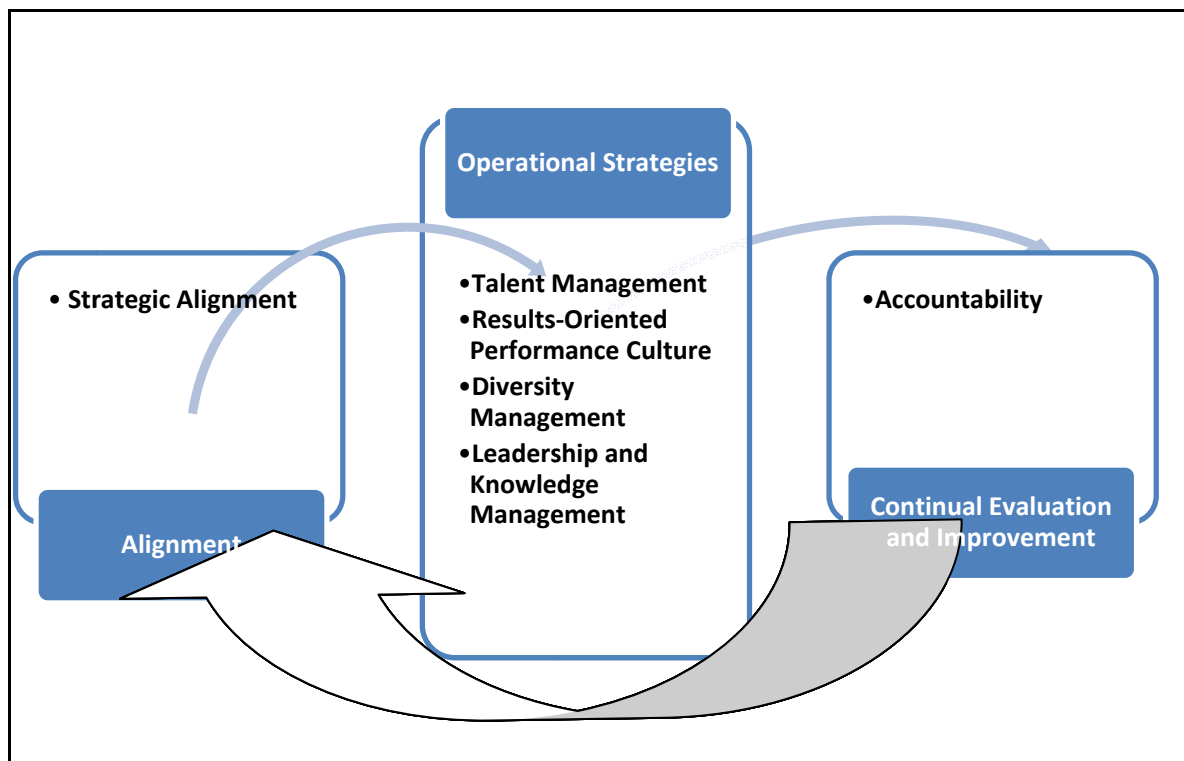 Operational Strategies
• Strategic Alignment
Alignment
•Talent Management
•Results-Oriented
Performance Culture
•Diversity
Management
•Leadership and
Knowledge
Management
•Accountability
Continual Evaluation
and Improvement